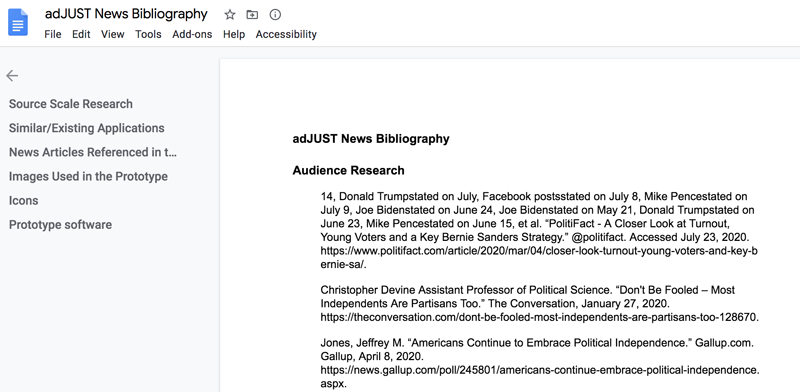 adJUST News Bibliography
File Edit View Tools Add-ons Help Accessibility
Source Scale Research
Similar/Existing Applications
News Articles Referenced in t...
Images Used in the Prototype
Icons
Prototype software
adJUST News Bibliography
Audience Research
14, Donald Trumpstated on July, Facebook postsstated on July 8, Mike Pencestated on
July 9, Joe Bidenstated on June 24, Joe Bidenstated on May 21, Donald Trumpstated on
June 23, Mike Pencestated on June 15, et al. “PolitiFact - A Closer Look at Turnout,
Young Voters and a Key Bernie Sanders Strategy.” @politifact. Accessed July 23, 2020.
https://www.politifact.com/article/2020/mar/04/closer-look-turnout-young-voters-and-key-b
ernie-sa/.
Christopher Devine Assistant Professor of Political Science. “Don't Be Fooled – Most
Independents Are Partisans Too.” The Conversation, January 27, 2020.
https://theconversation.com/dont-be-fooled-most-independents-are-partisans-too-128670.
Jones, Jeffrey M. “Americans Continue to Embrace Political Independence.” Gallup.com.
Gallup, April 8, 2020.
https://news.gallup.com/poll/245801/americans-continue-embrace-political-independence.
aspx.